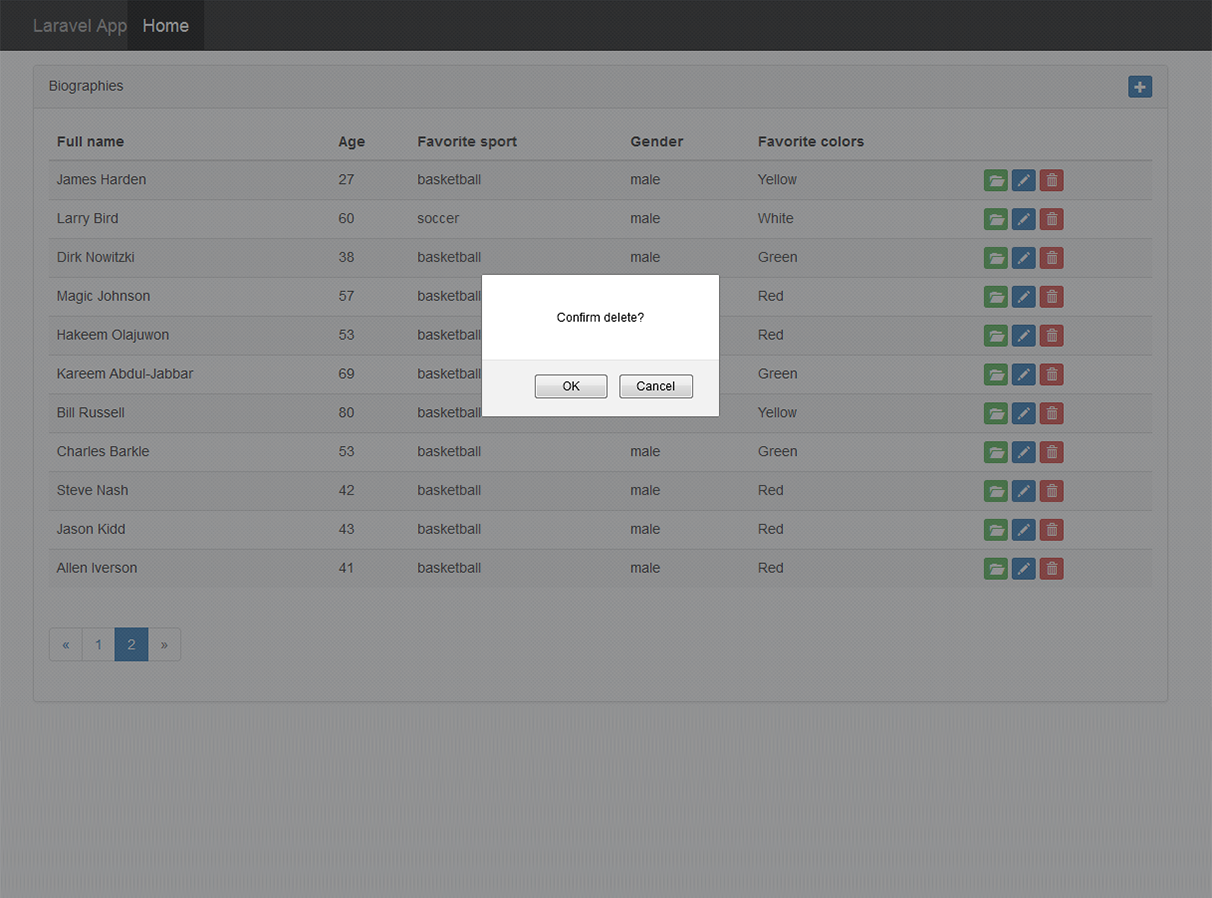 Laravel App Home
Biographies
Full name Age Favorite sport Gender Favorite colors
James Harden 27 basketball male Yellow
Larry Bird 60 soccer male White
Dirk Nowitzki 38 basketball male Green
Magic Johnson 57 basketball Red
Hakeem Olajuwon 53 basketball Red
Kareem Abdul-Jabbar 69 basketball Green
Bill Russell 80 basketball Yellow
Charles Barkle 53 basketball male Green
Steve Nash 42 basketball male Red
Jason Kidd 43 basketball male Red
Allen Iverson 41 basketball male Red
« 1 2 »
Confirm delete?
OK Cancel